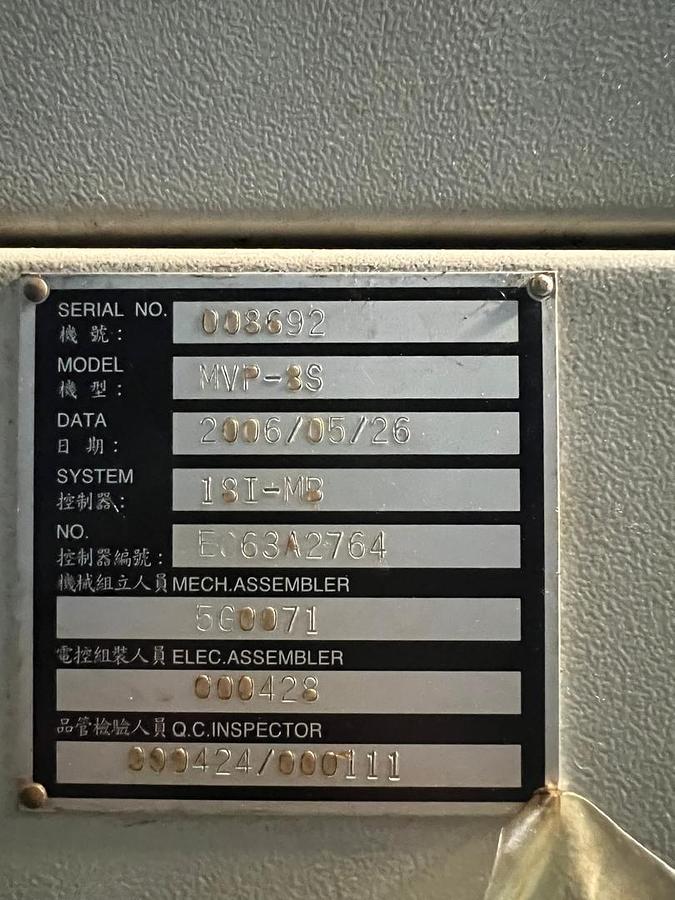 SERIAL NO. 008692
機 號 :
MODEL MVP-8S
機 型 :
DATA 2006/05/26
日 期 :
SYSTEM 18I-MB
控制器 :
NO.
控制器編號 :
機械組立人員 MECH.ASSEMBLER
5G0071
電控組裝人員 ELEC.ASSEMBLER
000428
品管檢驗人員 Q.C.INSPECTOR
000424/000111